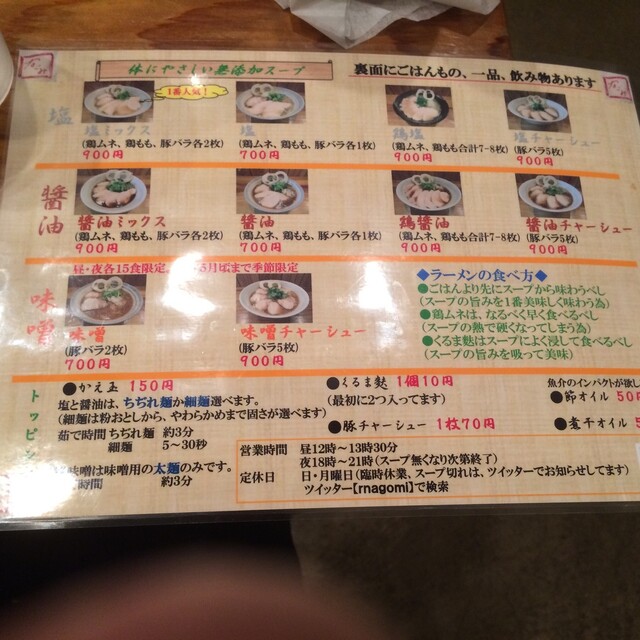 体にやさしい無添加スープ
裏面にごはんもの、一品、飲み物あります
1番人気！
塩
塩ミックス
(鶏ムネ、鶏もも、豚バラ各2枚)
900円
塩
(鶏ムネ、鶏もも、豚バラ各1枚)
700円
鶏塩
(鶏ムネ、鶏もも合計7-8枚)
900円
塩チャーシュー
(豚バラ5枚)
900円
醤油
醤油ミックス
(鶏ムネ、鶏もも、豚バラ各2枚)
900円
醤油
(鶏ムネ、鶏もも、豚バラ各1枚)
700円
鶏醤油
(鶏ムネ、鶏もも合計7-8枚)
900円
醤油チャーシュー
(豚バラ5枚)
900円
昼・夜各15食限定
5月頃まで季節限定
味噌
味噌
(豚バラ2枚)
700円
味噌チャーシュー
(豚バラ5枚)
900円
◆ラーメンの食べ方◆
●ごはんより先にスープから味わうべし
(スープの旨みを1番美味しく味わう為)
●鶏ムネは、なるべく早く食べるべし
(スープの熱で硬くなってしまう為)
●くるま麩はスープによく浸して食べるべし
(スープの旨みを吸って美味)
トッピン
●かえ玉 150円
塩と醤油は、ちぢれ麺か細麺選べます。
(細麺は粉おとしから、やわらかめまで固さが選べます)
茹で時間 ちぢれ麺 約3分
細麺 5～30秒
味噌は味噌用の太麺のみです。
時間 約3分
●くるま麩 1個10円
(最初に2つ入ってます)
●豚チャーシュー 1枚70円
魚介のインパクトが欲し
●節オイル 50円
●煮干オイル 5
営業時間 昼12時～13時30分
夜18時～21時(スープ無くなり次第終了)
定休日 日・月曜日(臨時休業、スープ切れは、ツイッターでお知らせしてます)
ツイッター【rnagomi】で検索